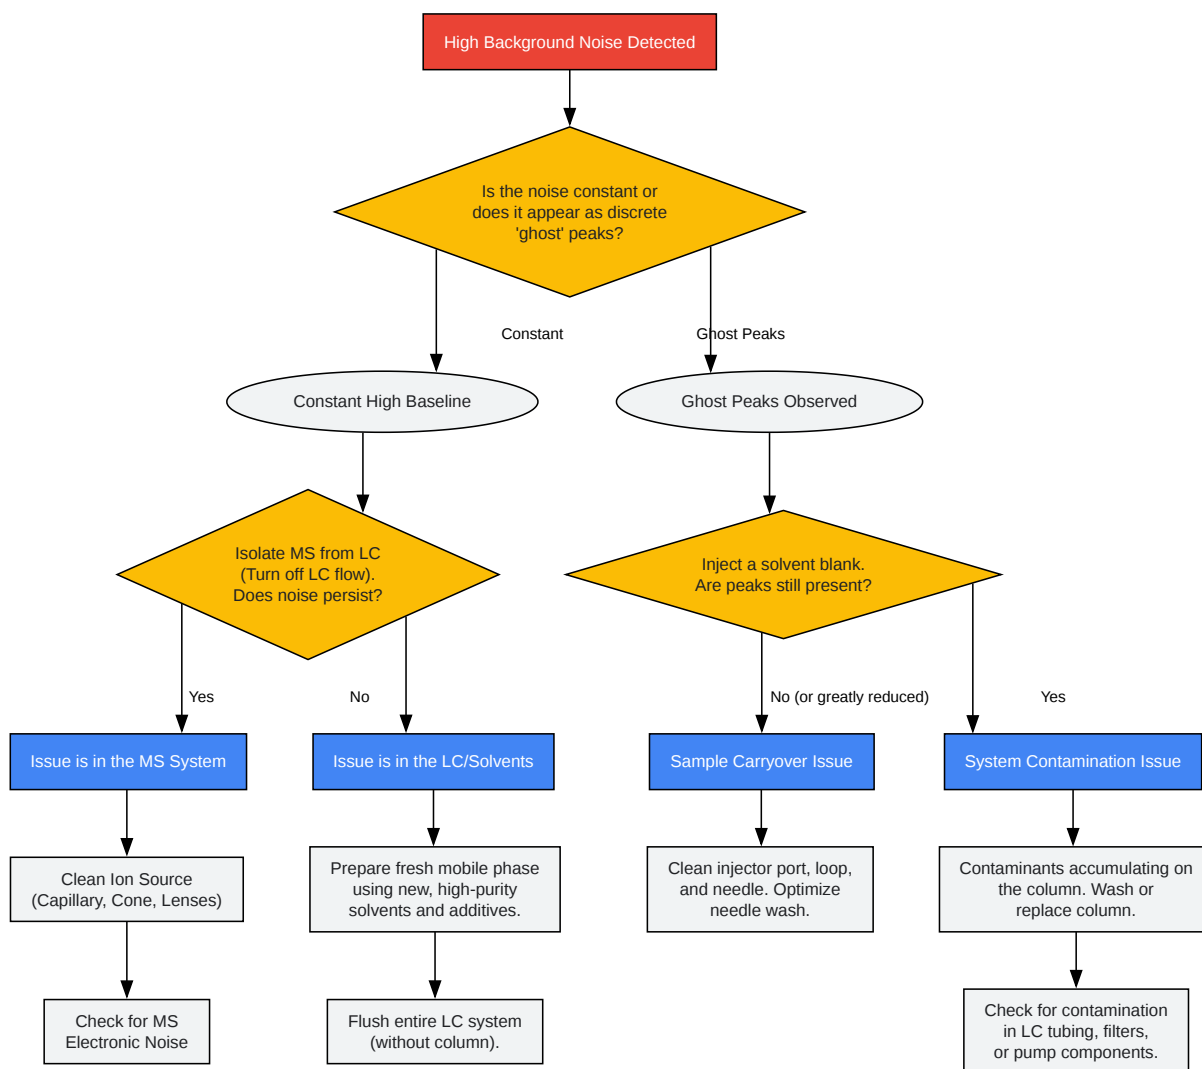 High Background Noise Detected
Is the noise constant or
does it appear as discrete
'ghost' peaks?
Constant
Ghost Peaks
Constant High Baseline
Ghost Peaks Observed
Isolate MS from LC
(Turn off LC flow).
Does noise persist?
Inject a solvent blank.
Are peaks still present?
Yes
No
No (or greatly reduced)
Yes
Issue is in the MS System
Issue is in the LC/Solvents
Sample Carryover Issue
System Contamination Issue
Clean Ion Source
(Capillary, Cone, Lenses)
Prepare fresh mobile phase
using new, high-purity
solvents and additives.
Clean injector port, loop,
and needle. Optimize
needle wash.
Contaminants accumulating on
the column. Wash or
replace column.
Check for MS
Electronic Noise
Flush entire LC system
(without column).
Check for contamination
in LC tubing, filters,
or pump components.